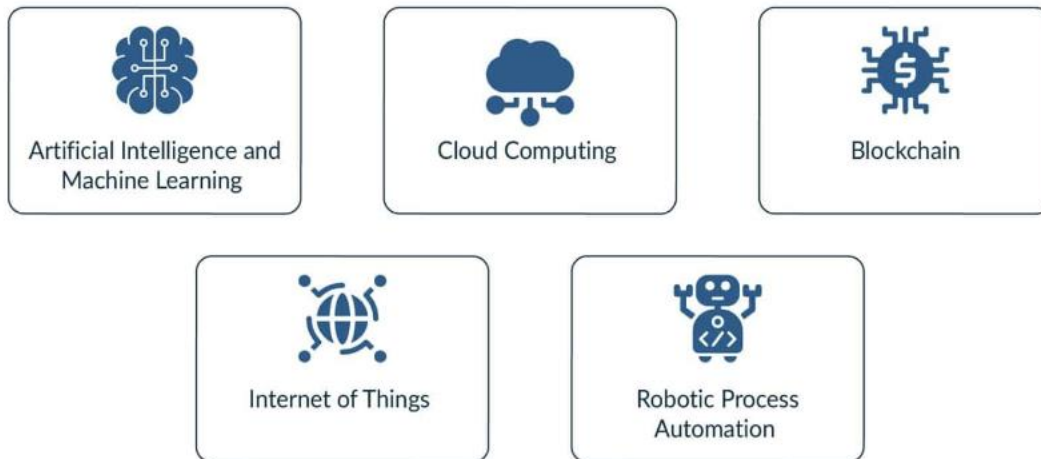 Artificial Intelligence and
Machine Learning
Cloud Computing
Blockchain
$
Internet of Things
</>
Robotic Process
Automation